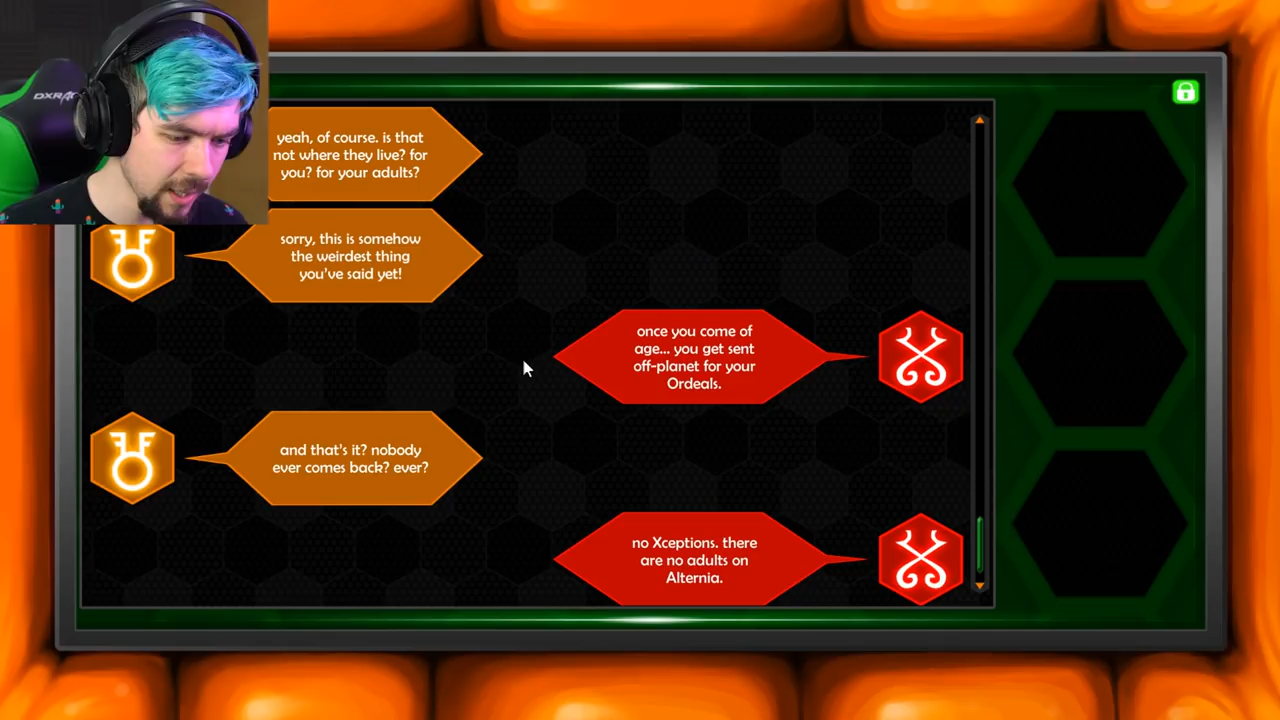 DXRA
yeah, of course. is that
not where they live? for
you? for your adults?
sorry, this is somehow
the weirdest thing
you've said yet!
once you come of
age... you get sent
off-planet for your
Ordeals.
and that's it? nobody
ever comes back? ever?
no Xceptions. there
are no adults on
Alternia.